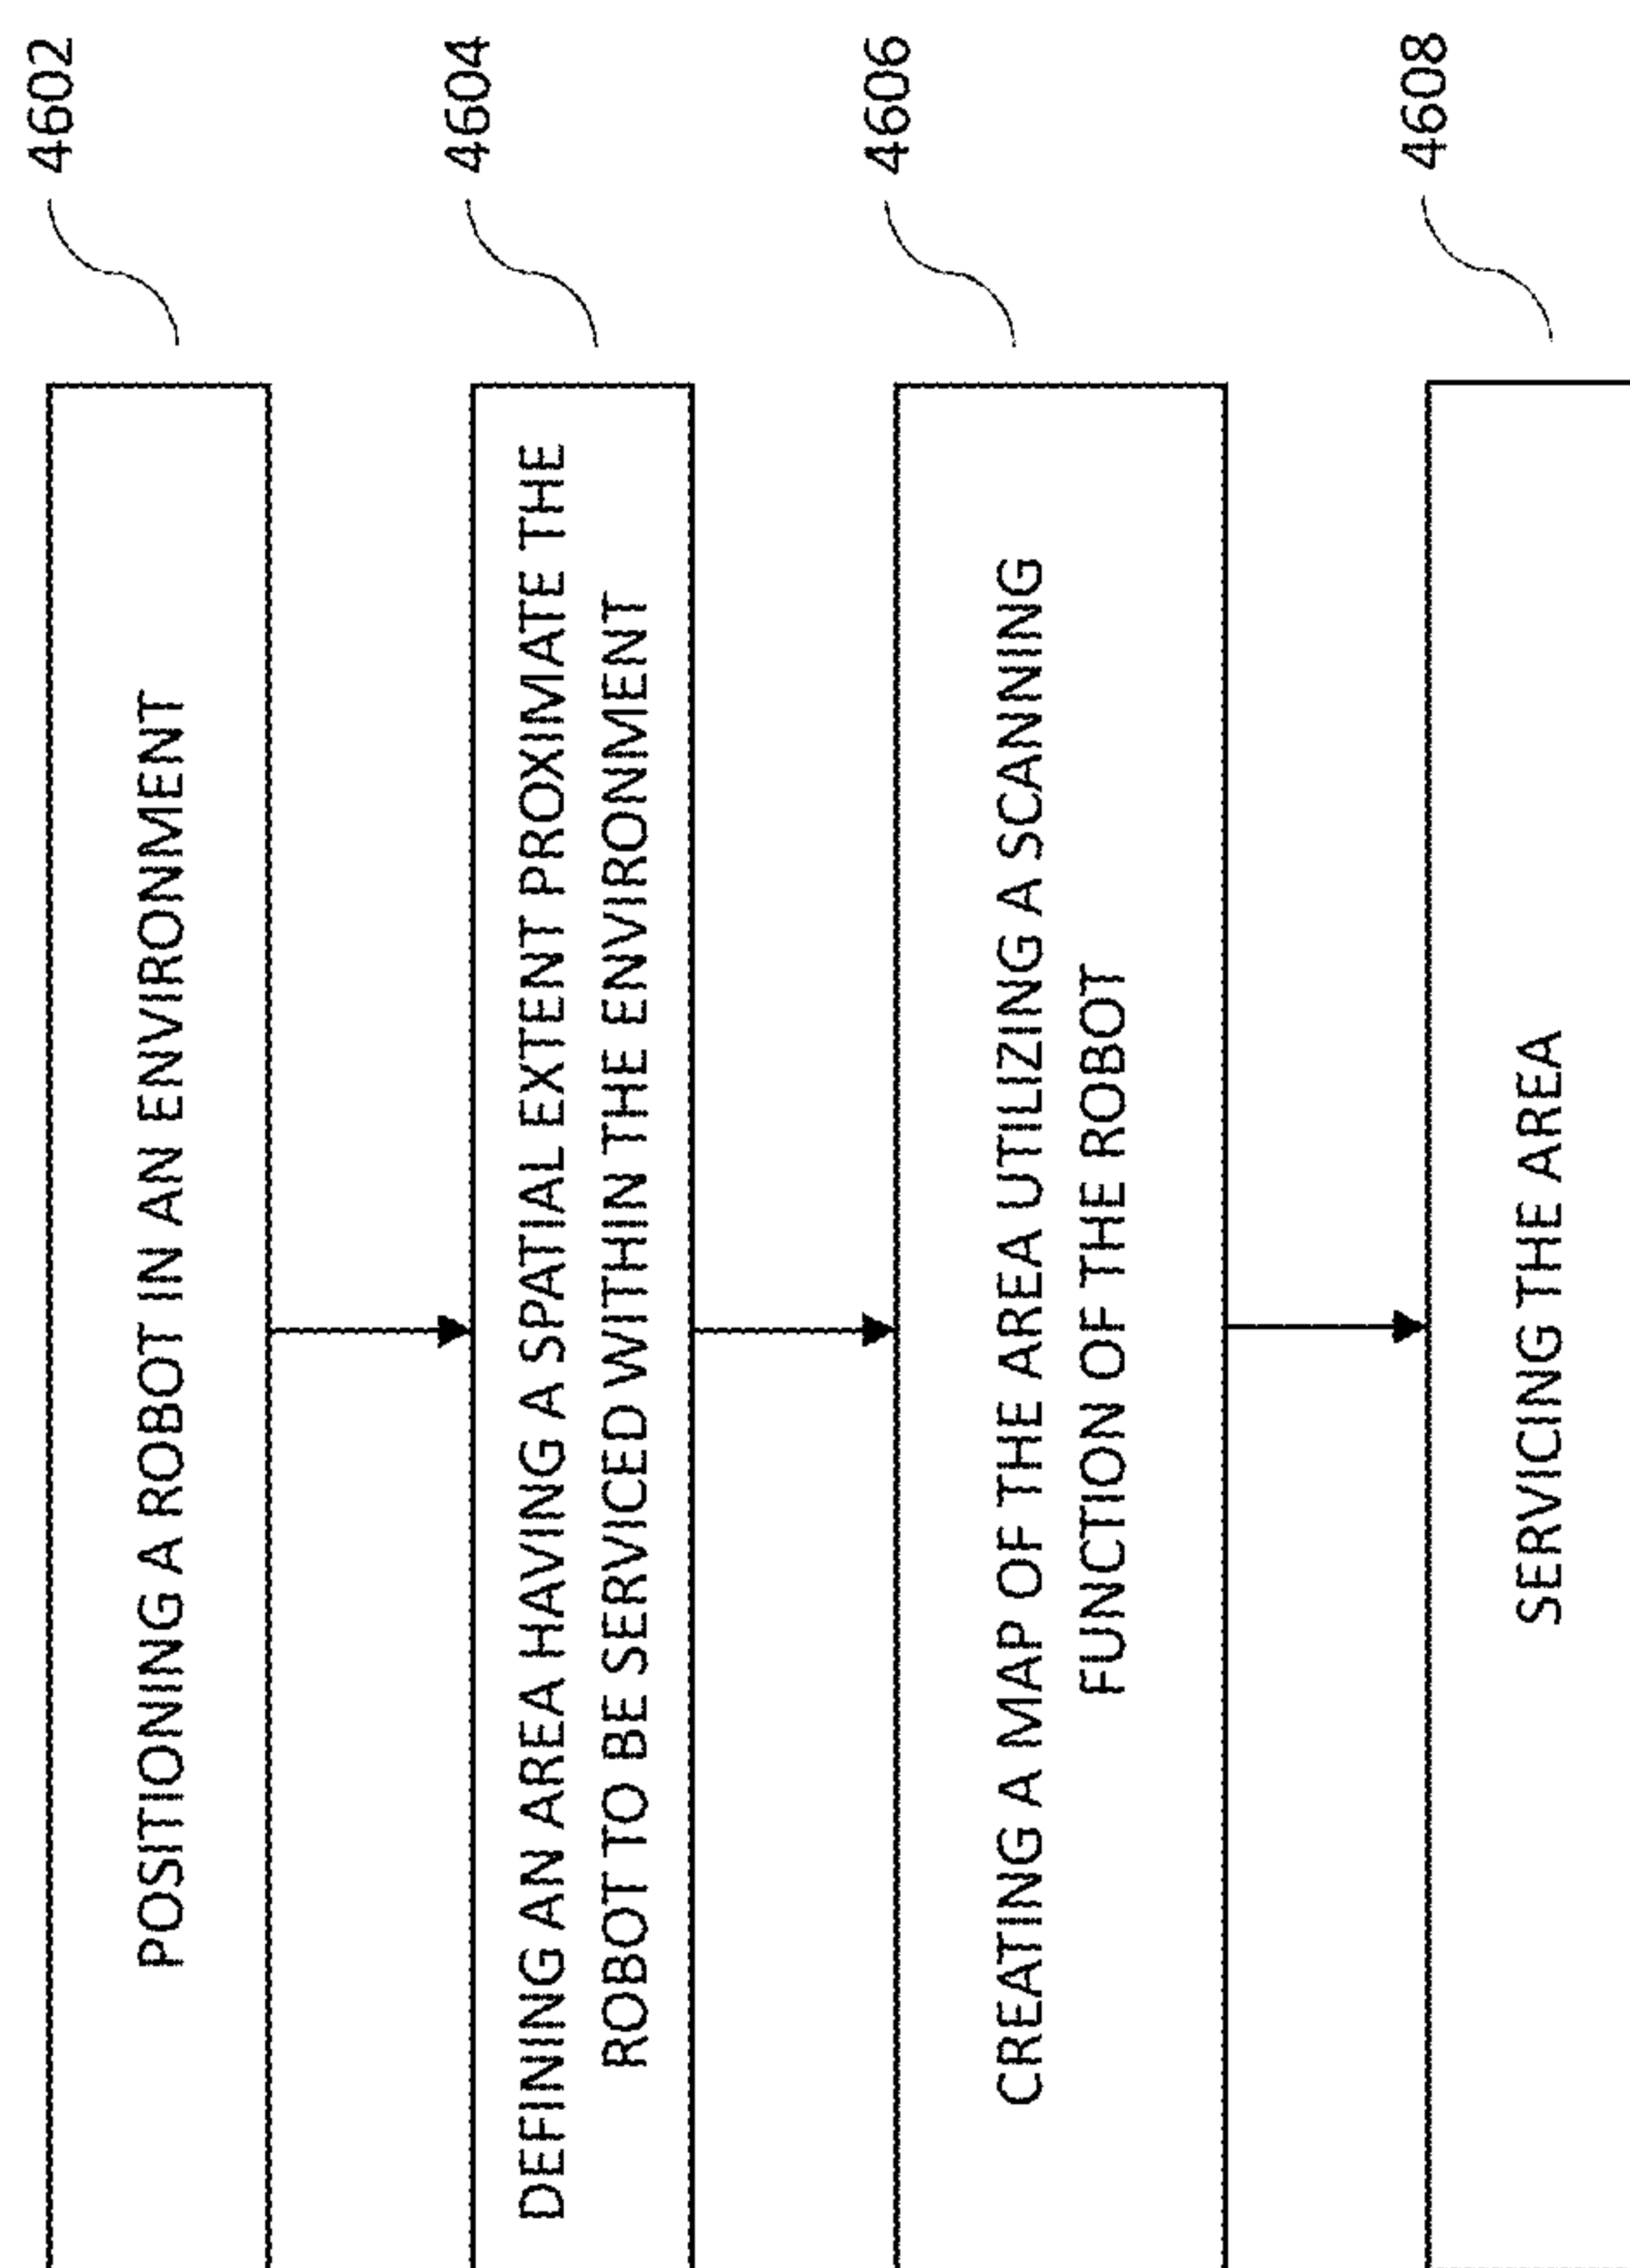 POSITIONING A ROBOT IN AN ENVIRONMENT
4602
DEFINING AN AREA HAVING A SPATIAL EXTENT PROXIMATE THE
ROBOT TO BE SERVICED WITHIN THE ENVIRONMENT
4604
CREATING A MAP OF THE AREA UTILIZING A SCANNING
FUNCTION OF THE ROBOT
4606
SERVICING THE AREA
4608